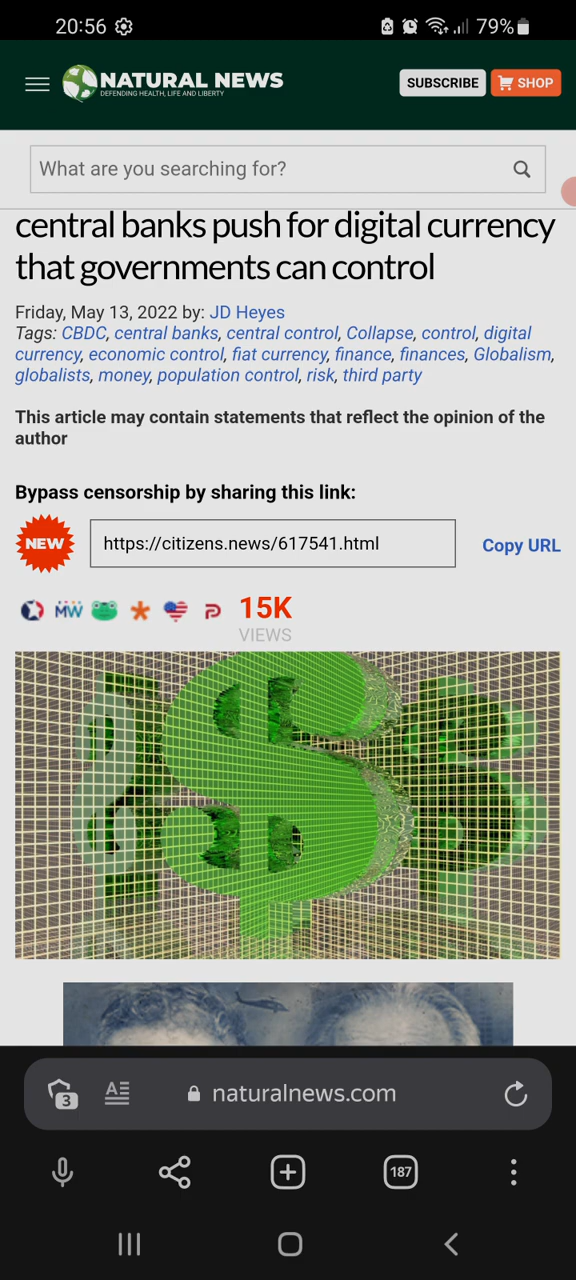 20:56 79%
NATURAL NEWS
DEFENDING HEALTH, LIFE AND LIBERTY
SUBSCRIBE SHOP
What are you searching for?
central banks push for digital currency
that governments can control
Friday, May 13, 2022 by: JD Heyes
Tags: CBDC, central banks, central control, Collapse, control, digital
currency, economic control, fiat currency, finance, finances, Globalism,
globalists, money, population control, risk, third party
This article may contain statements that reflect the opinion of the
author
Bypass censorship by sharing this link:
NEW https://citizens.news/617541.html Copy URL
MW 15K
VIEWS
3 naturalnews.com
187